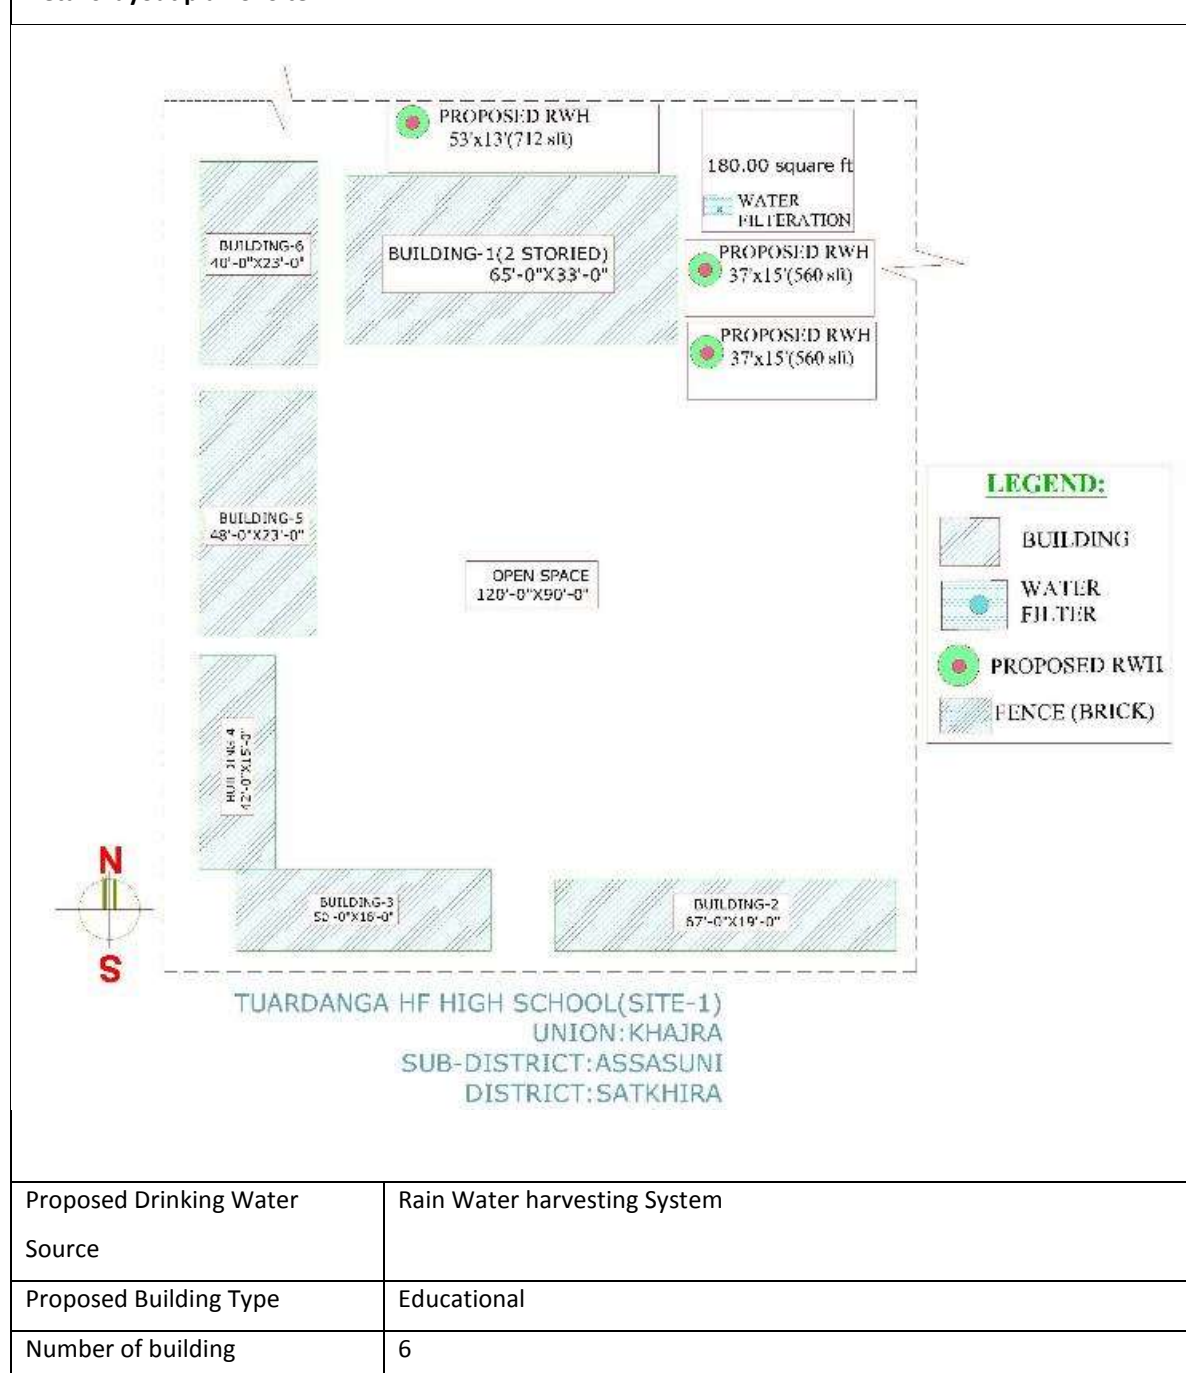 PROPOSED RWH
53'x13'(712 sft)
180.00 square ft
WATER
FILTERATION
BUILDING-6
40'-0"X23'-0"
BUILDING-1(2 STORIED)
65'-0"X33'-0"
PROPOSED RWH
37'x15'(560 sft)
PROPOSED RWH
37'x15'(560 sft)
BUILDING-5
48'-0"X23'-0"
OPEN SPACE
120'-0"X90'-0"
LEGEND:
BUILDING
WATER
FILTER
PROPOSED RWH
FENCE (BRICK)
BUILDING-4
42'-0"X15'-0"
N
S
BUILDING-3
BUILDING-2
67'-0"X19'-0"
TUARDANGA HF HIGH SCHOOL(SITE-1)
UNION:KHAJRA
SUB-DISTRICT:ASSASUNI
DISTRICT:SATKHIRA
Proposed Drinking Water
Source
Rain Water harvesting System
Proposed Building Type
Educational
Number of building
6